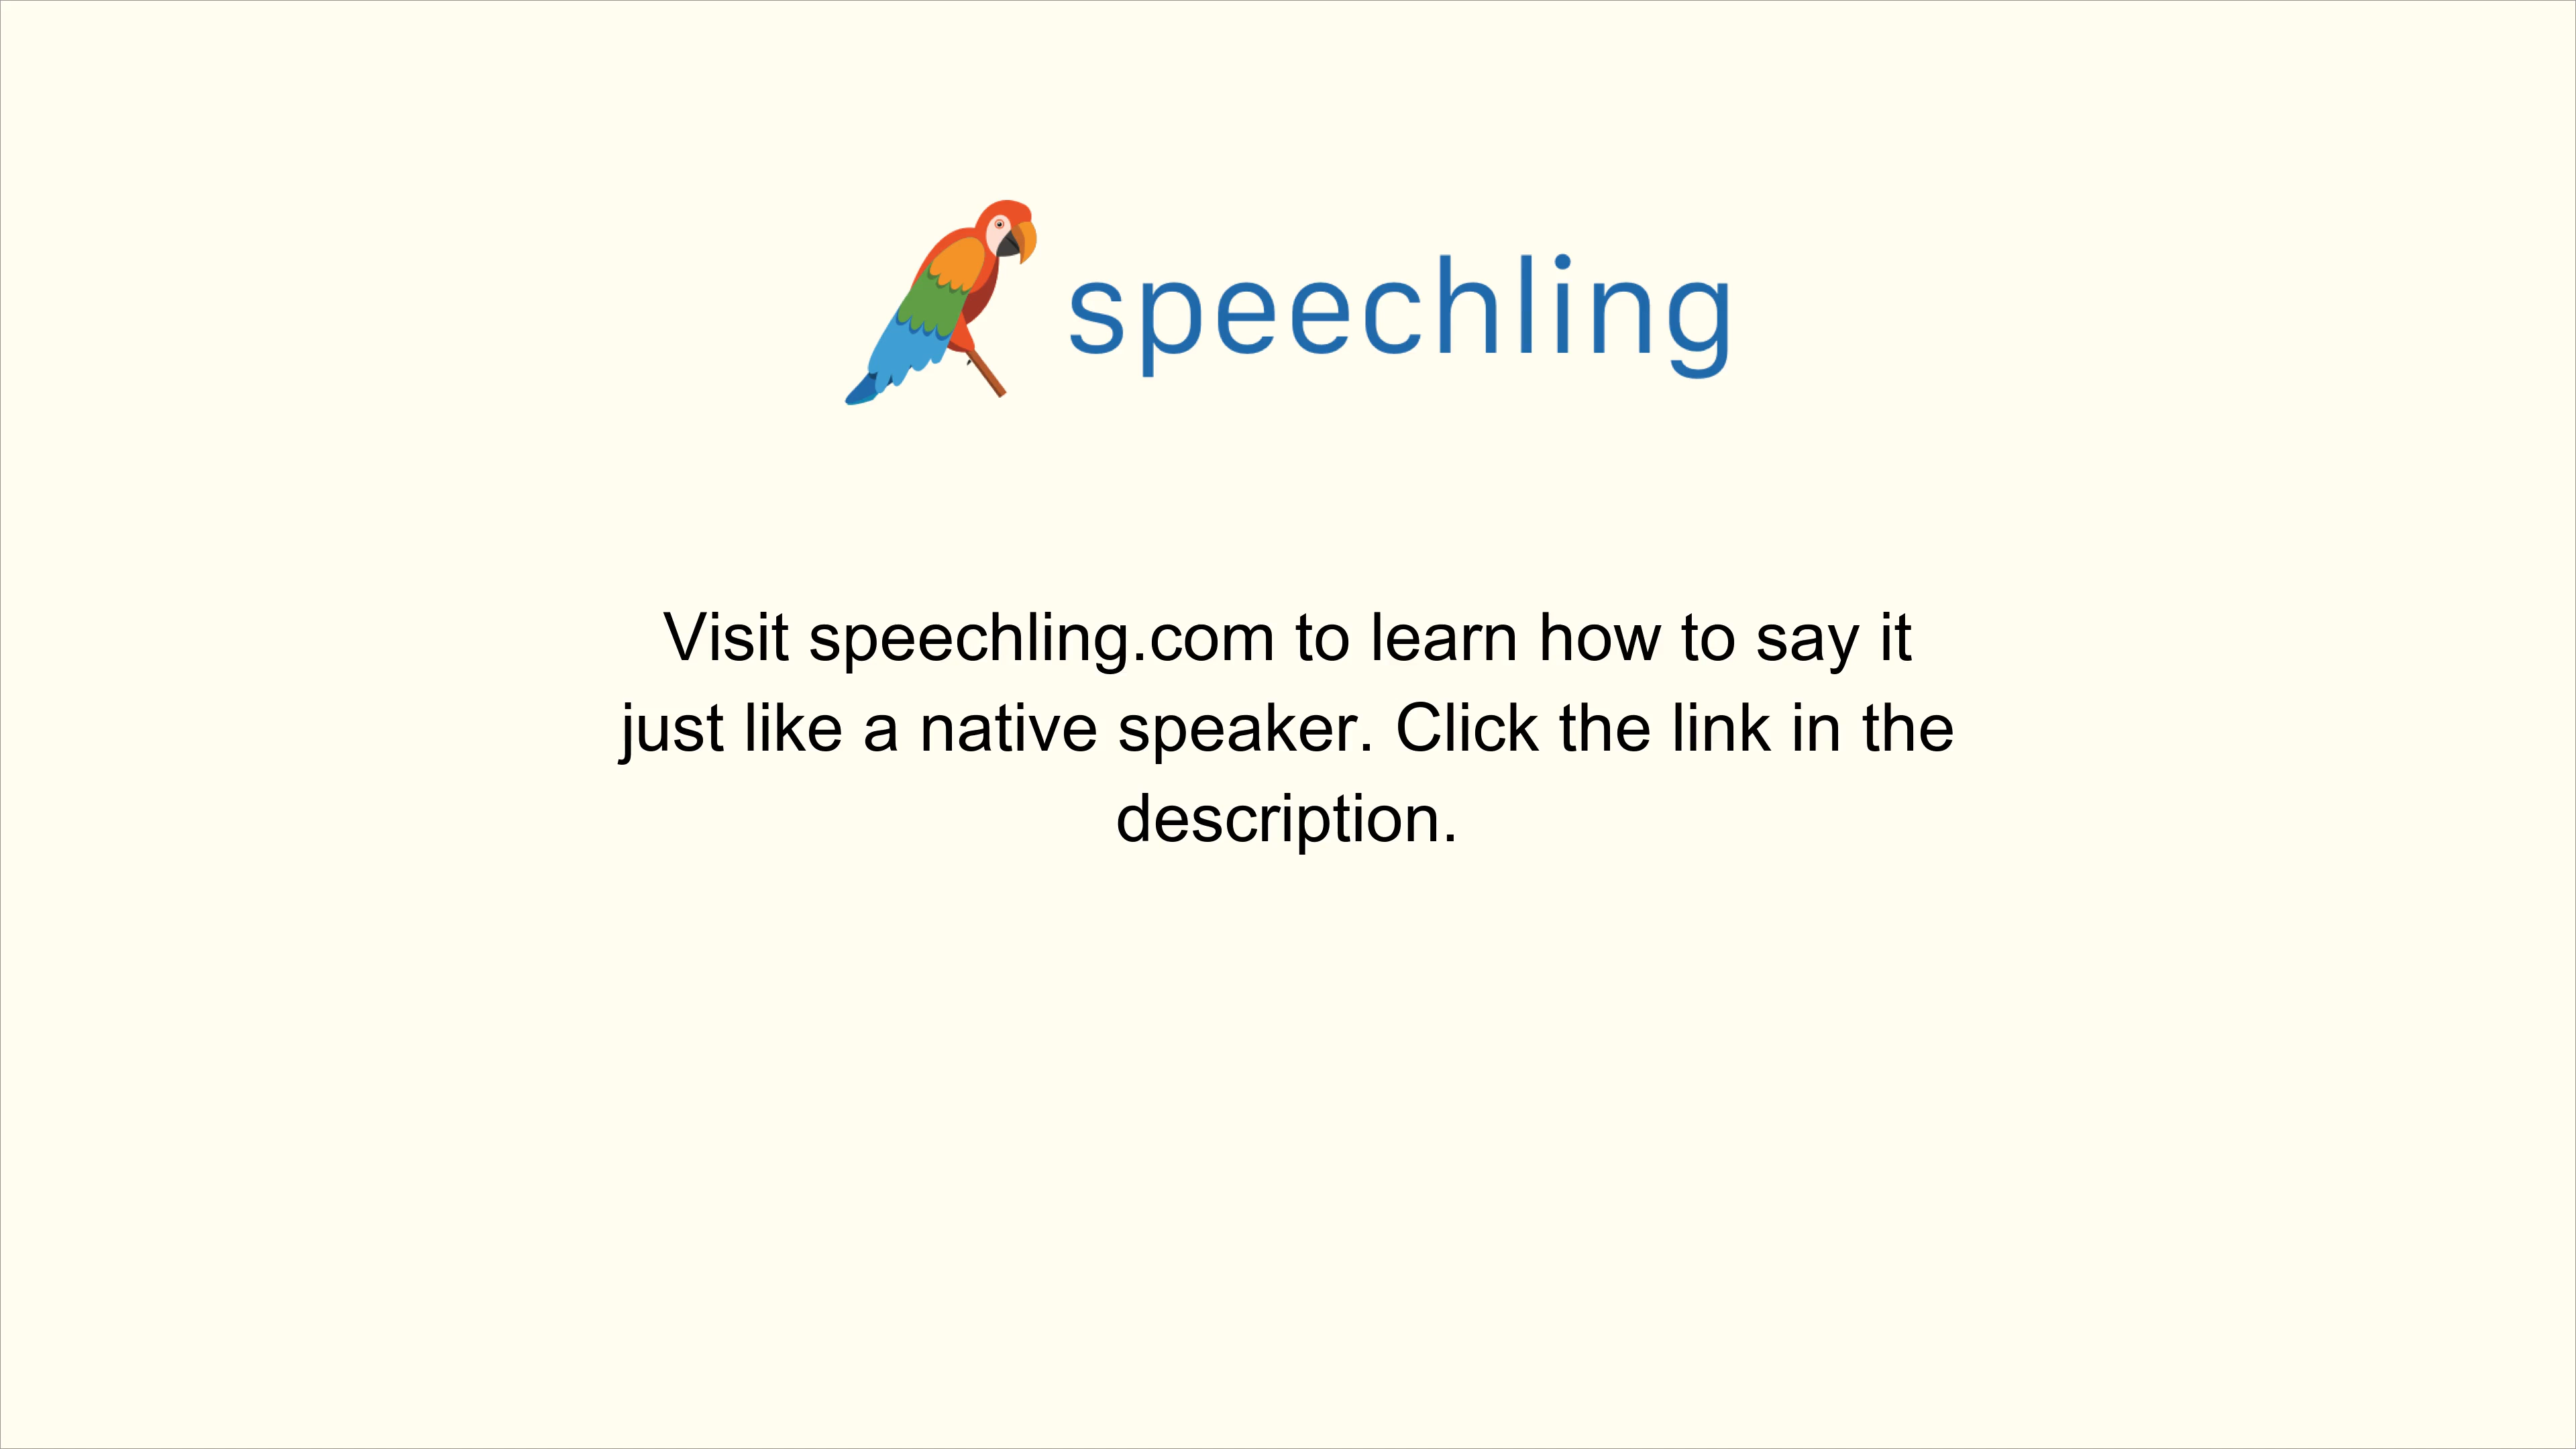 speechling
Visit speechling.com to learn how to say it
just like a native speaker. Click the link in the
description.